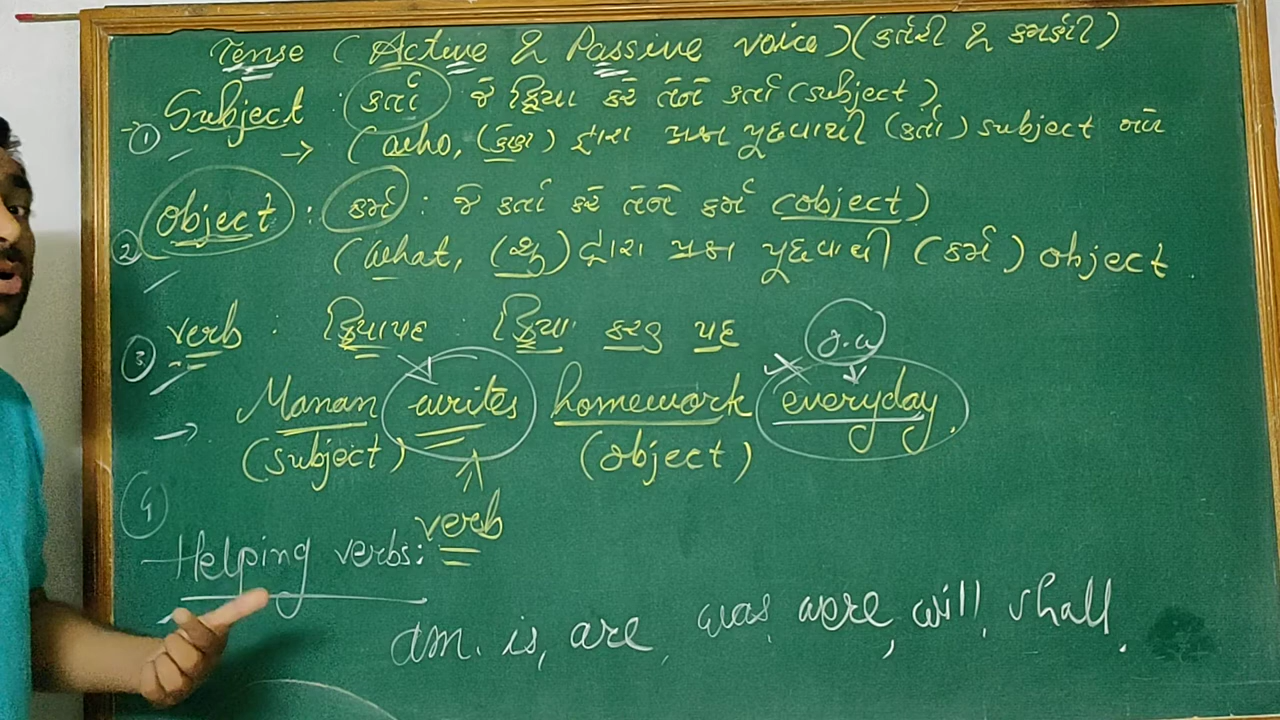 Tense (Active & Passive voice) (કર્તરી & કર્મણી)
→ ① Subject : કર્તા જે ક્રિયા કરે તેને કર્તા (subject)
→ (who, (કોણ) દ્વારા પ્રશ્ન પૂછવાથી (કર્તા) subject મળે
② object : કર્મ : જે કર્તા કરે તેને કર્મ (object)
(what, (શું) દ્વારા પ્રશ્ન પૂછવાથી (કર્મ) object
③ verb : ક્રિયાપદ : ક્રિયા કરતુ પદ
→ Manan writes homework everyday.
(subject) (object)
verb
④ Helping verbs:
am. is, are, was, were, will, shall.